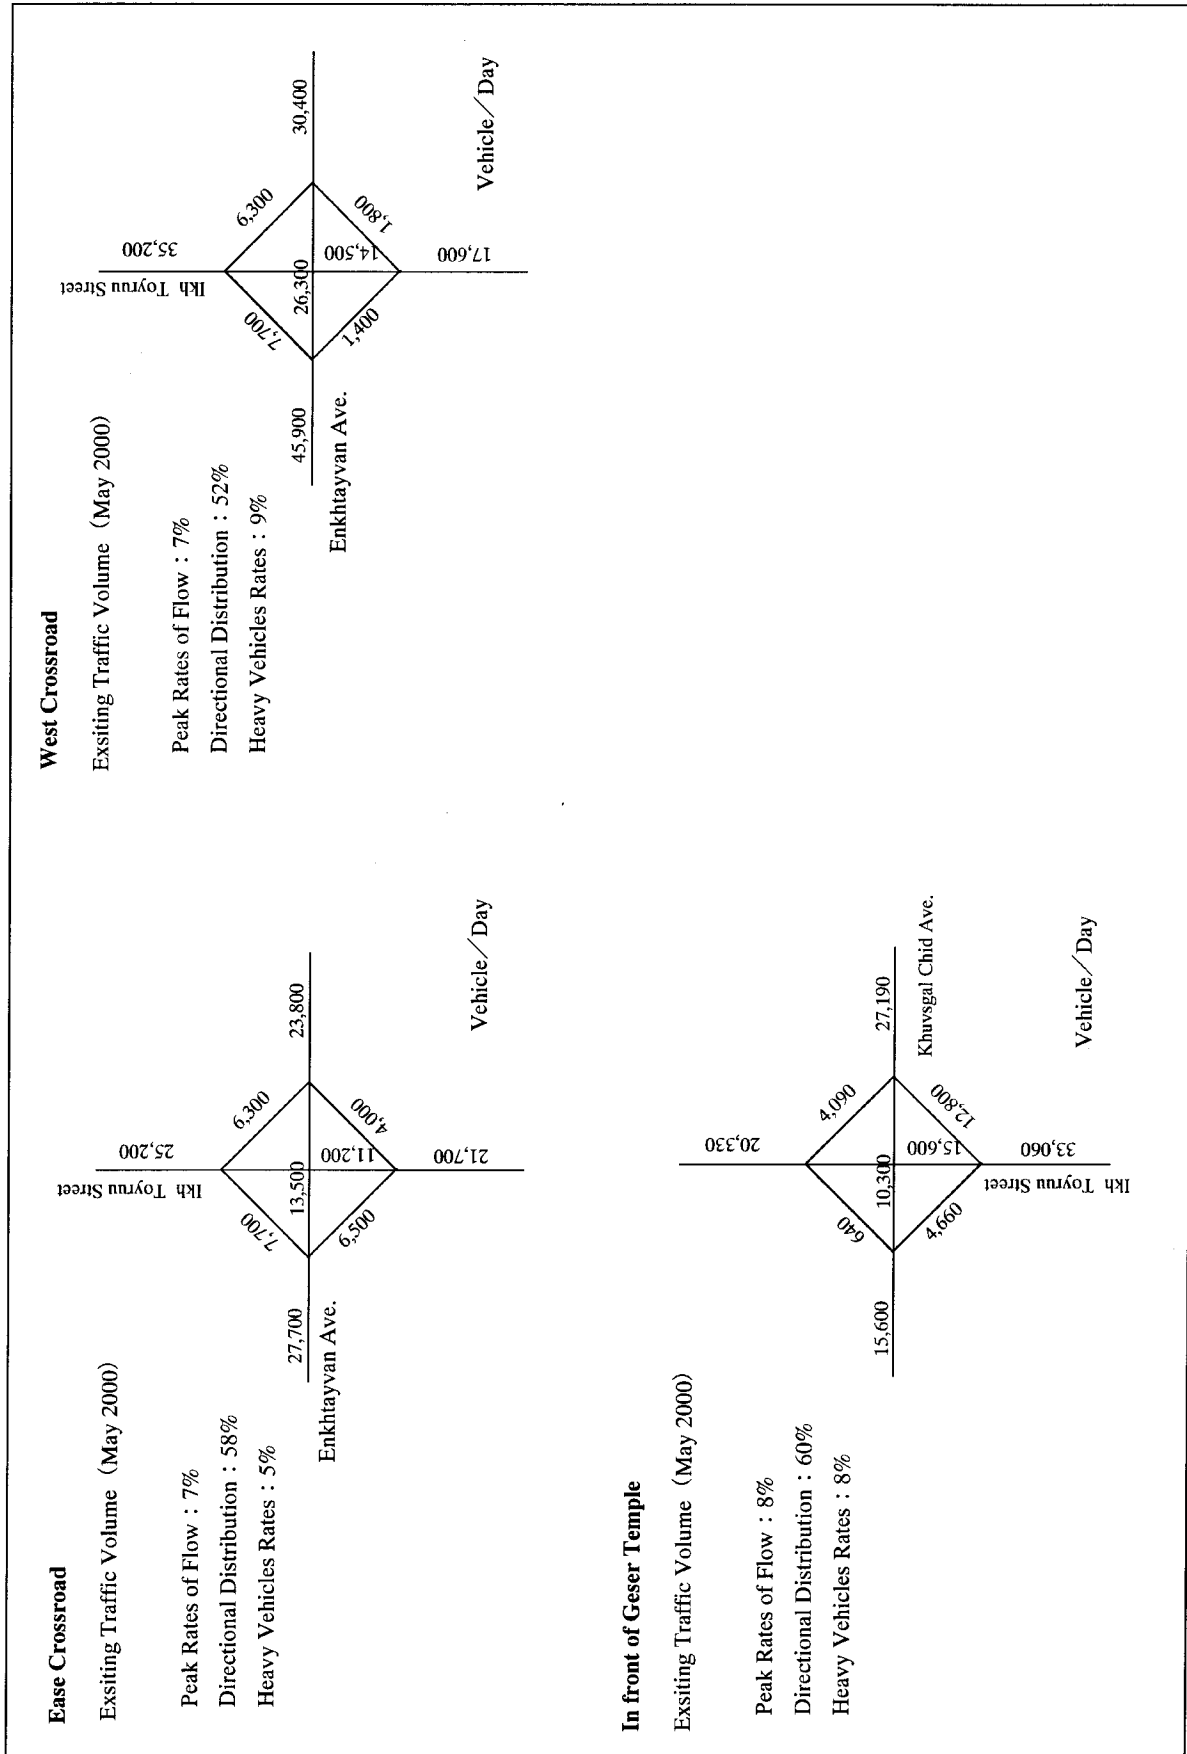 Ease Crossroad
Exsiting Traffic Volume (May 2000)
Peak Rates of Flow : 7%
Directional Distribution : 58%
Heavy Vehicles Rates : 5%
Ikh Toyruu Street
25,200
7,700
6,300
27,700
13,500
23,800
Enkhtayvan Ave.
11,200
6,500
4,000
21,700
Vehicle/Day
West Crossroad
Exsiting Traffic Volume (May 2000)
Peak Rates of Flow : 7%
Directional Distribution : 52%
Heavy Vehicles Rates : 9%
Ikh Toyruu Street
35,200
7,700
6,300
45,900
26,300
30,400
Enkhtayvan Ave.
14,500
1,400
1,800
17,600
Vehicle/Day
In front of Geser Temple
Exsiting Traffic Volume (May 2000)
Peak Rates of Flow : 8%
Directional Distribution : 60%
Heavy Vehicles Rates : 8%
20,330
640
4,090
15,600
10,300
27,190
Khuvsgal Chid Ave.
15,600
4,660
12,800
Ikh Toyruu Street
33,060
Vehicle/Day